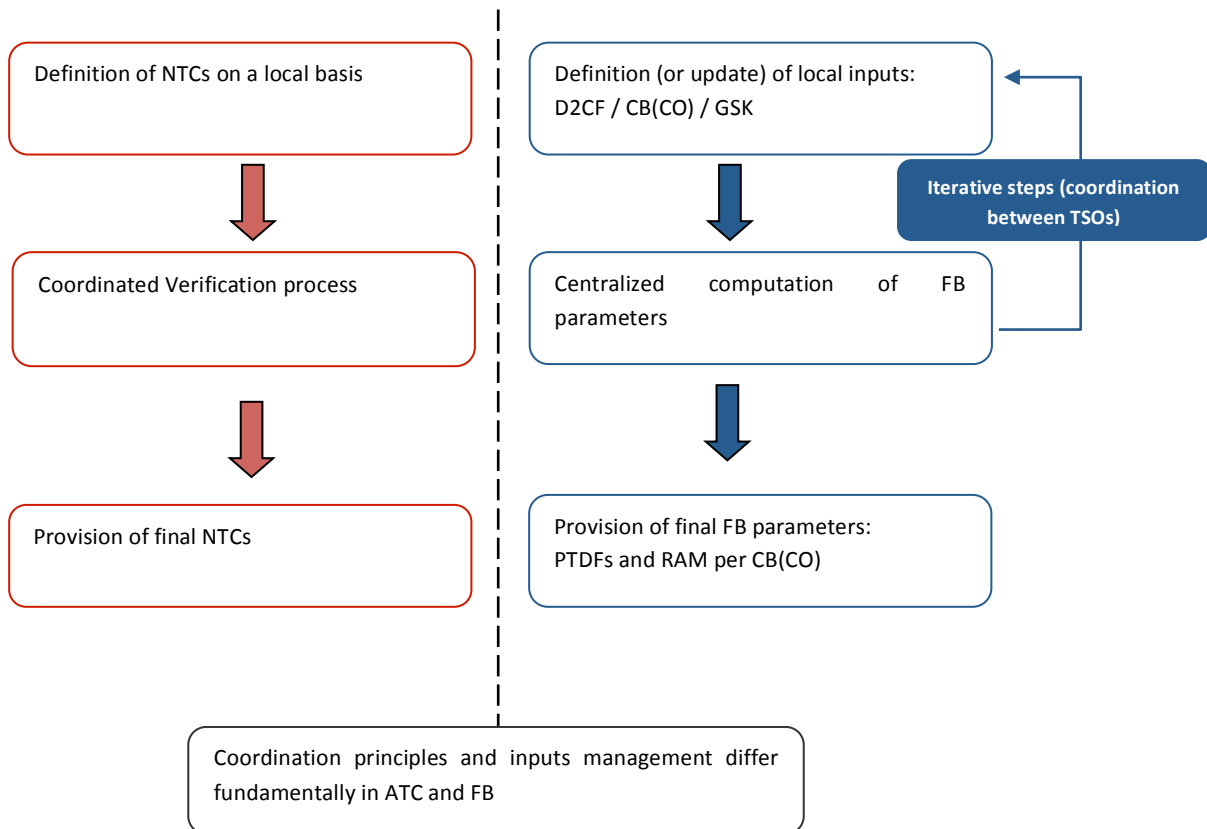 Definition of NTCs on a local basis
Coordinated Verification process
Provision of final NTCs
Definition (or update) of local inputs:
D2CF / CB(CO) / GSK
Iterative steps (coordination
between TSOs)
Centralized computation of FB
parameters
Provision of final FB parameters:
PTDFs and RAM per CB(CO)
Coordination principles and inputs management differ
fundamentally in ATC and FB